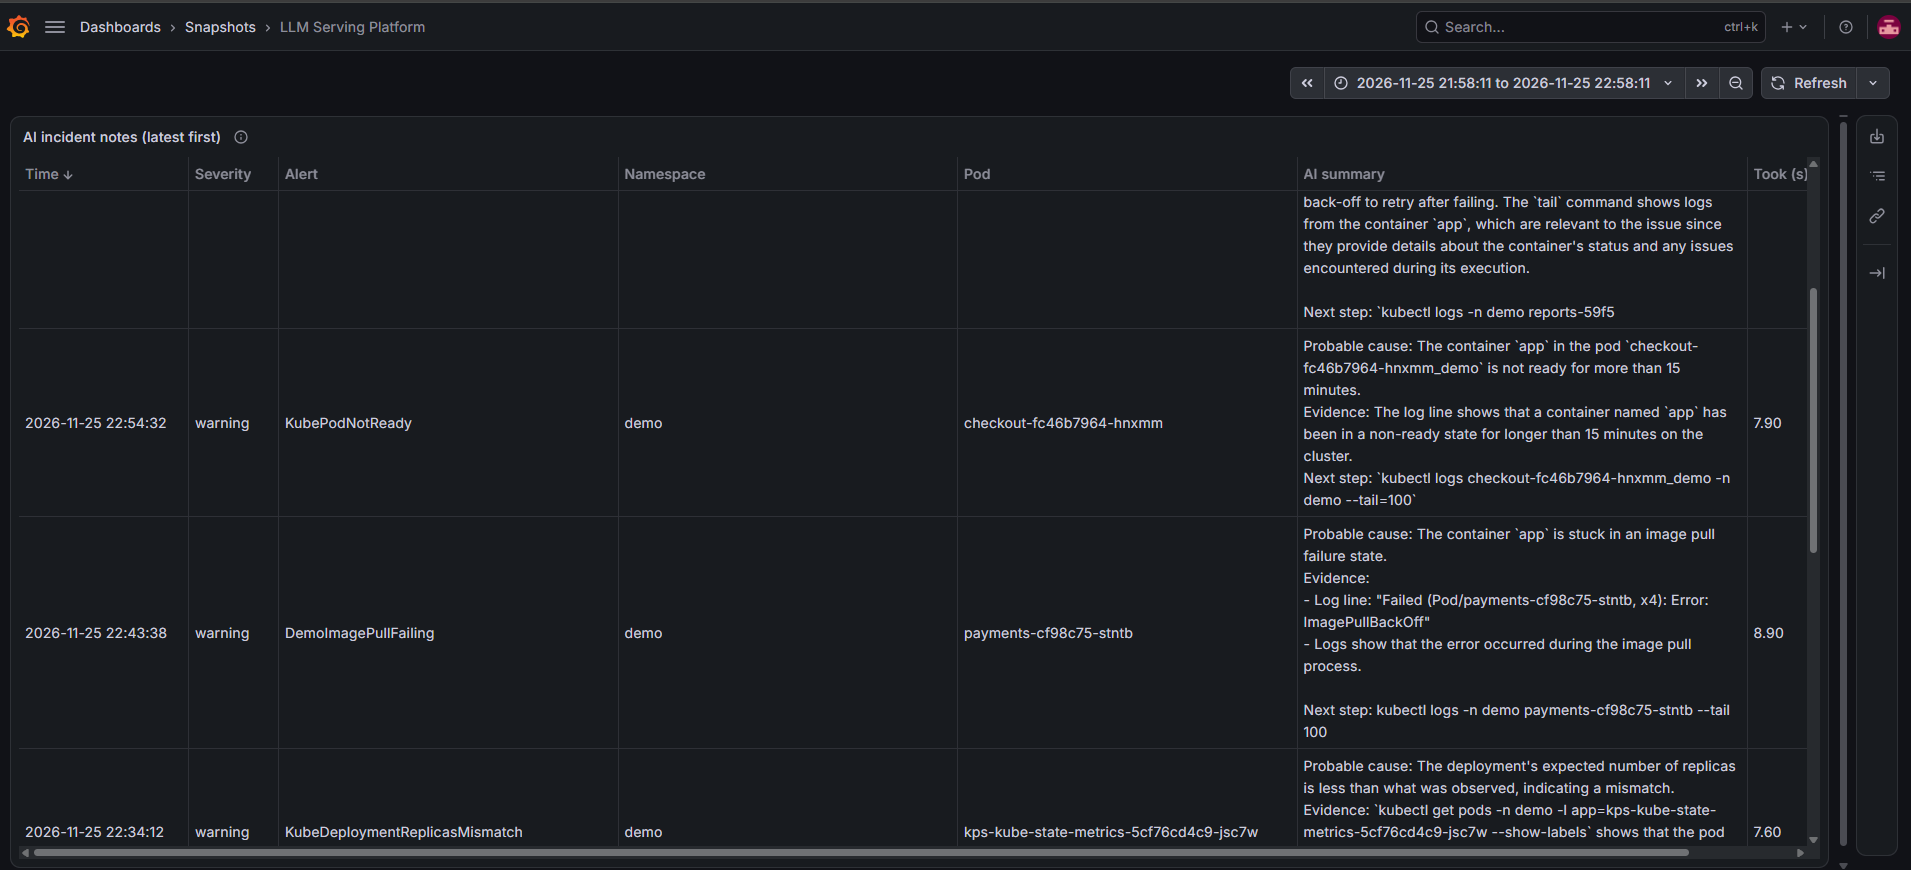 Dashboards › Snapshots › LLM Serving Platform
Search... ctrl+k
2026-11-25 21:58:11 to 2026-11-25 22:58:11
Refresh
AI incident notes (latest first)
Time ↓ Severity Alert Namespace Pod AI summary Took (s)
back-off to retry after failing. The `tail` command shows logs
from the container `app`, which are relevant to the issue since
they provide details about the container's status and any issues
encountered during its execution.
Next step: `kubectl logs -n demo reports-59f5
2026-11-25 22:54:32 warning KubePodNotReady demo checkout-fc46b7964-hnxmm
Probable cause: The container `app` in the pod `checkout-
fc46b7964-hnxmm_demo` is not ready for more than 15
minutes.
Evidence: The log line shows that a container named `app` has
been in a non-ready state for longer than 15 minutes on the
cluster.
Next step: `kubectl logs checkout-fc46b7964-hnxmm_demo -n
demo --tail=100`
7.90
2026-11-25 22:43:38 warning DemoImagePullFailing demo payments-cf98c75-stntb
Probable cause: The container `app` is stuck in an image pull
failure state.
Evidence:
- Log line: "Failed (Pod/payments-cf98c75-stntb, x4): Error:
ImagePullBackOff"
- Logs show that the error occurred during the image pull
process.
Next step: kubectl logs -n demo payments-cf98c75-stntb --tail
100
8.90
2026-11-25 22:34:12 warning KubeDeploymentReplicasMismatch demo kps-kube-state-metrics-5cf76cd4c9-jsc7w
Probable cause: The deployment's expected number of replicas
is less than what was observed, indicating a mismatch.
Evidence: `kubectl get pods -n demo -l app=kps-kube-state-
metrics-5cf76cd4c9-jsc7w --show-labels` shows that the pod
7.60